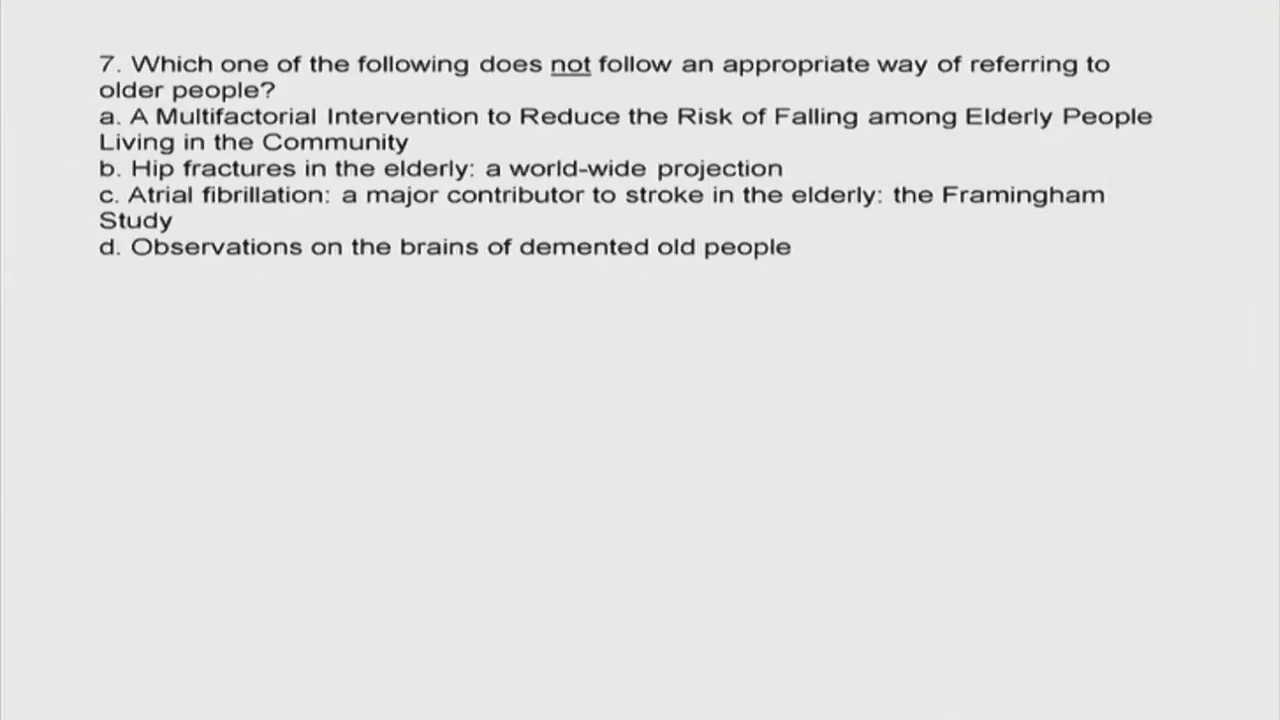 7. Which one of the following does not follow an appropriate way of referring to
older people?
a. A Multifactorial Intervention to Reduce the Risk of Falling among Elderly People
Living in the Community
b. Hip fractures in the elderly: a world-wide projection
c. Atrial fibrillation: a major contributor to stroke in the elderly: the Framingham
Study
d. Observations on the brains of demented old people